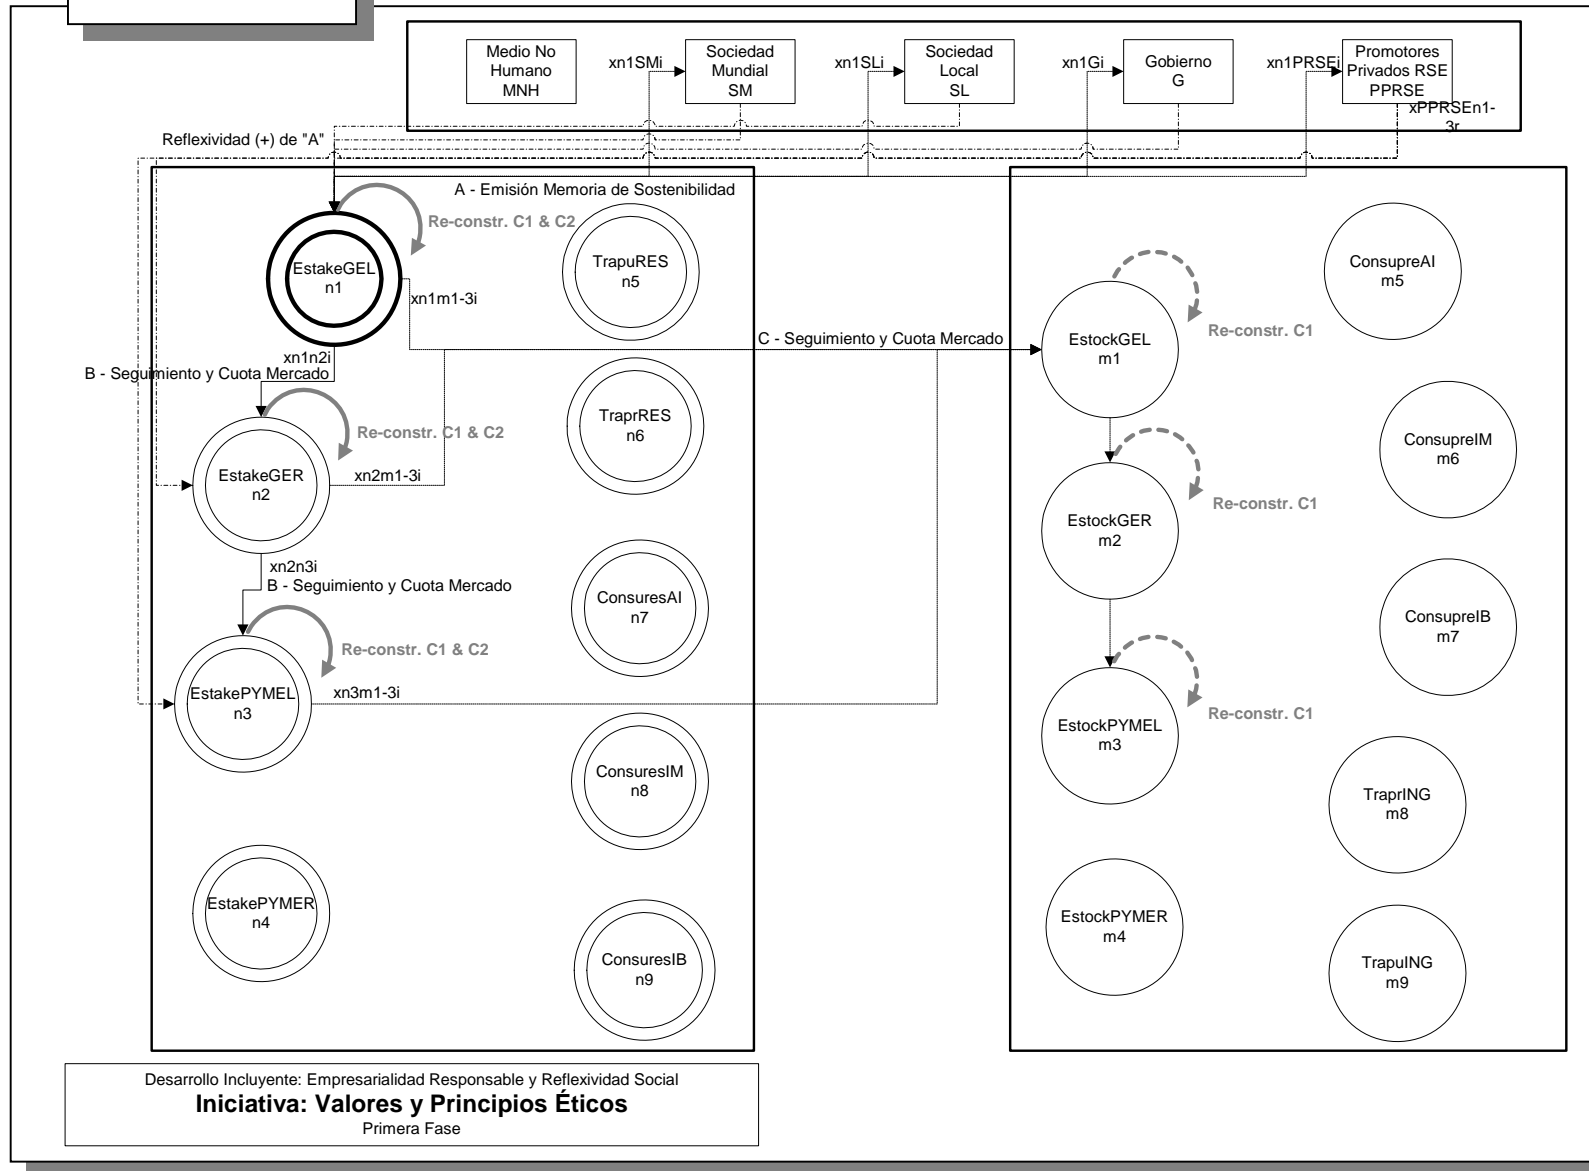 Medio No
Humano
MNH
xn1SMi
Sociedad
Mundial
SM
xn1SLi
Sociedad
Local
SL
xn1Gi
Gobierno
G
xn1PRSEi
Promotores
Privados RSE
PPRSE
xPPRSEn1-
3r
Reflexividad (+) de "A"
A - Emisión Memoria de Sostenibilidad
Re-constr. C1 & C2
EstakeGEL
n1
xn1m1-3i
TrapuRES
n5
xn1n2i
B - Seguimiento y Cuota Mercado
C - Seguimiento y Cuota Mercado
Re-constr. C1 & C2
TraprRES
n6
EstakeGER
n2
xn2m1-3i
xn2n3i
B - Seguimiento y Cuota Mercado
ConsuresAI
n7
Re-constr. C1 & C2
EstakePYMEL
n3
xn3m1-3i
ConsuresIM
n8
EstakePYMER
n4
ConsuresIB
n9
EstockGEL
m1
Re-constr. C1
ConsupreAI
m5
EstockGER
m2
Re-constr. C1
ConsupreIM
m6
ConsupreIB
m7
EstockPYMEL
m3
Re-constr. C1
TraprING
m8
EstockPYMER
m4
TrapuING
m9
Desarrollo Incluyente: Empresarialidad Responsable y Reflexividad Social
Iniciativa: Valores y Principios Éticos
Primera Fase